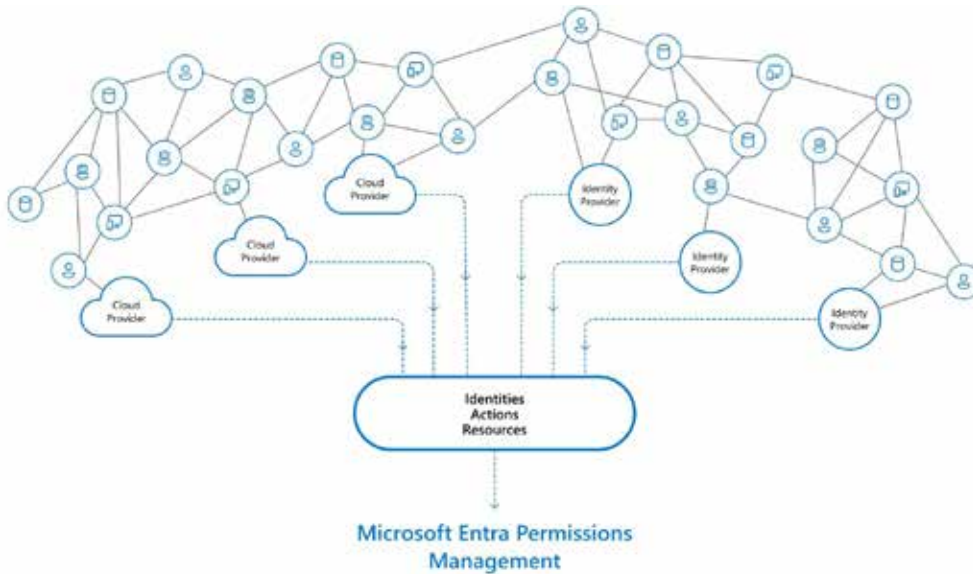 Cloud
Provider
Identity
Provider
Cloud
Provider
Identity
Provider
Cloud
Provider
Identity
Provider
Identities
Actions
Resources
Microsoft Entra Permissions
Management